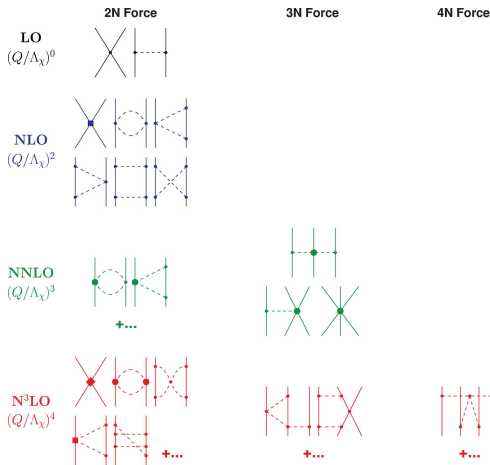 2N Force 3N Force 4N Force
LO
(Q/Λχ)⁰
NLO
(Q/Λχ)²
NNLO
(Q/Λχ)³
+...
N³LO
(Q/Λχ)⁴
+... +... +...